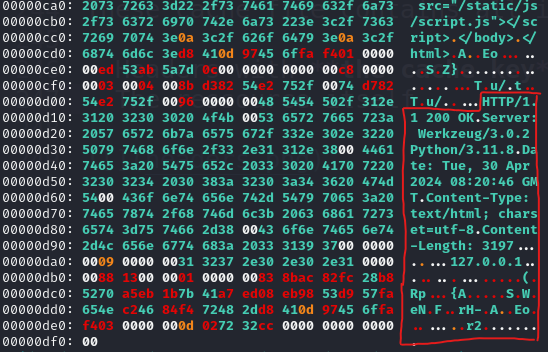 00000ca0: 2073 7263 3d22 2f73 7461 7469 632f 6a73   src="/static/js
00000cb0: 2f73 6372 6970 742e 6a73 223e 3c2f 7363  /script.js"></sc
00000cc0: 7269 7074 3e0a 3c2f 626f 6479 3e0a 3c2f  ript>.</body>.</
00000cd0: 6874 6d6c 3ed8 410d 9745 6ffa f401 0000  html>.A..Eo.....
00000ce0: 00ed 53ab 5a7d 0c00 0000 0000 00c8 0000  ..S.Z}..........
00000cf0: 0003 0004 008b d382 54e2 752f 0074 d782  ........T.u/.t..
00000d00: 54e2 752f 0096 0000 0048 5454 502f 312e  T.u/.....HTTP/1.
00000d10: 3120 3230 3020 4f4b 0053 6572 7665 723a  1 200 OK.Server:
00000d20: 2057 6572 6b7a 6575 672f 332e 302e 3220   Werkzeug/3.0.2 
00000d30: 5079 7468 6f6e 2f33 2e31 312e 3800 4461  Python/3.11.8.Da
00000d40: 7465 3a20 5475 652c 2033 3020 4170 7220  te: Tue, 30 Apr 
00000d50: 3230 3234 2030 383a 3230 3a34 3620 474d  2024 08:20:46 GM
00000d60: 5400 436f 6e74 656e 742d 5479 7065 3a20  T.Content-Type: 
00000d70: 7465 7874 2f68 746d 6c3b 2063 6861 7273  text/html; chars
00000d80: 6574 3d75 7466 2d38 0043 6f6e 7465 6e74  et=utf-8.Content
00000d90: 2d4c 656e 6774 683a 2033 3139 3700 0000  -Length: 3197...
00000da0: 0009 0000 0031 3237 2e30 2e30 2e31 0000  .....127.0.0.1..
00000db0: 0088 1300 0001 0000 0083 8bac 82fc 28b8  ..............(.
00000dc0: 5270 a5eb 1b7b 41a7 ed08 eb98 53d9 57fa  Rp...{A.....S.W.
00000dd0: 654e c246 84f4 7248 2dd8 410d 9745 6ffa  eN.F..rH-.A..Eo.
00000de0: f403 0000 000d 0272 32cc 0000 0000 0000  .......r2.......
00000df0: 00                                       .